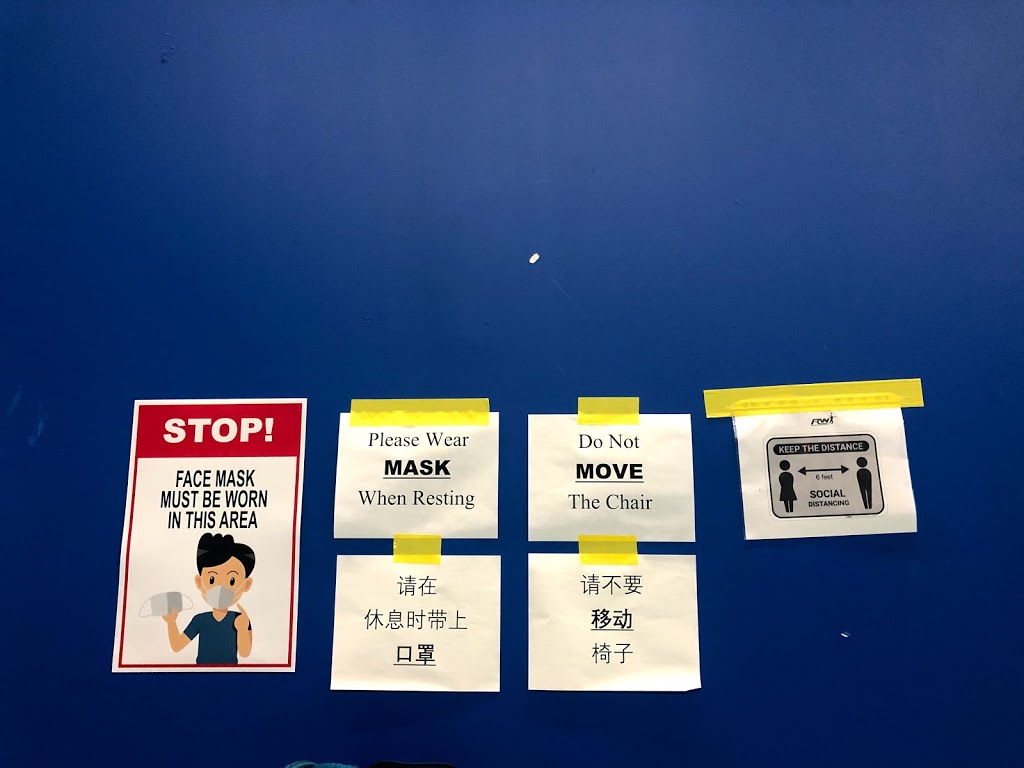 STOP!
FACE MASK
MUST BE WORN
IN THIS AREA
Please Wear
MASK
When Resting
请在
休息时带上
口罩
Do Not
MOVE
The Chair
请不要
移动
椅子
KEEP THE DISTANCE
6 feet
SOCIAL
DISTANCING